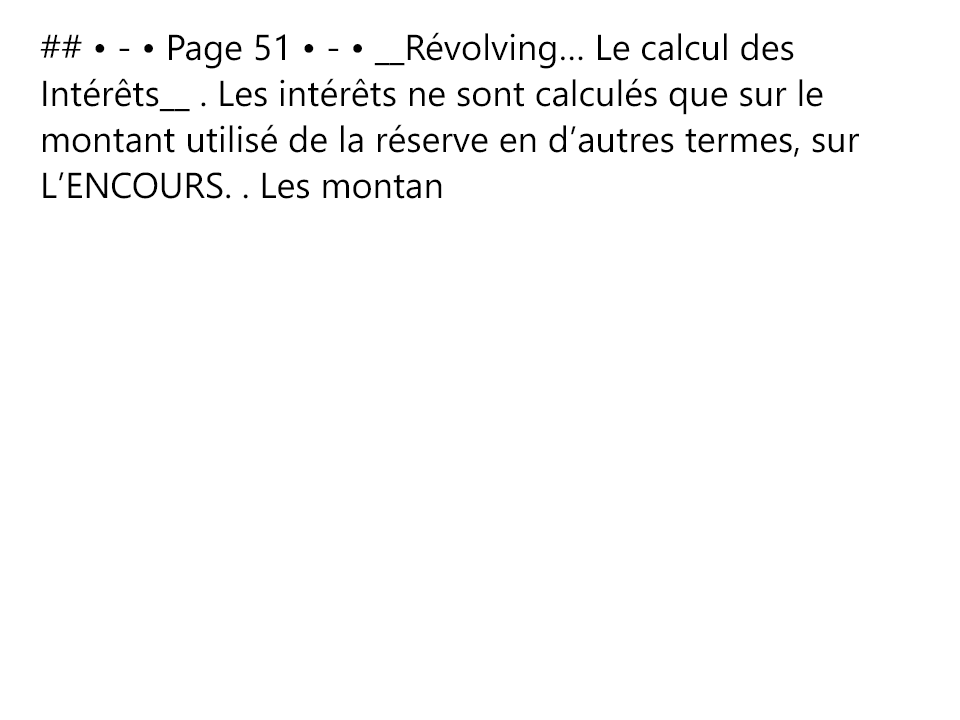 ## • - • Page 51 • - • __Révolving… Le calcul des
Intérêts__ . Les intérêts ne sont calculés que sur le
montant utilisé de la réserve en d’autres termes, sur
L’ENCOURS. . Les montan